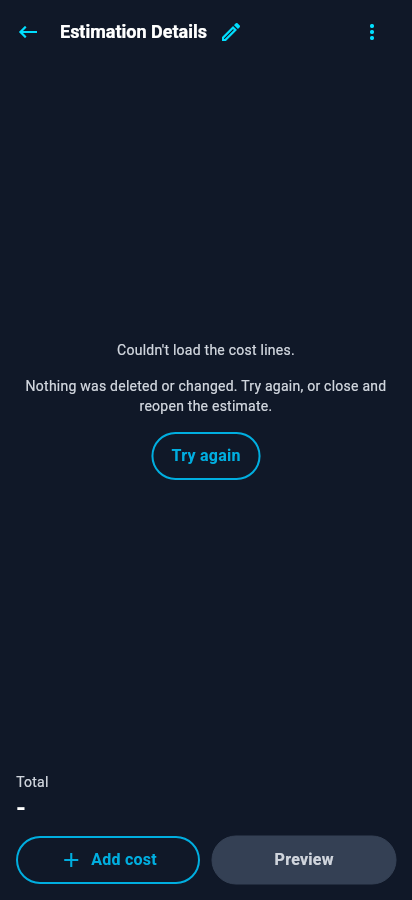 Estimation Details
Couldn't load the cost lines.
Nothing was deleted or changed. Try again, or close and
reopen the estimate.
Try again
Total
-
Add cost
Preview